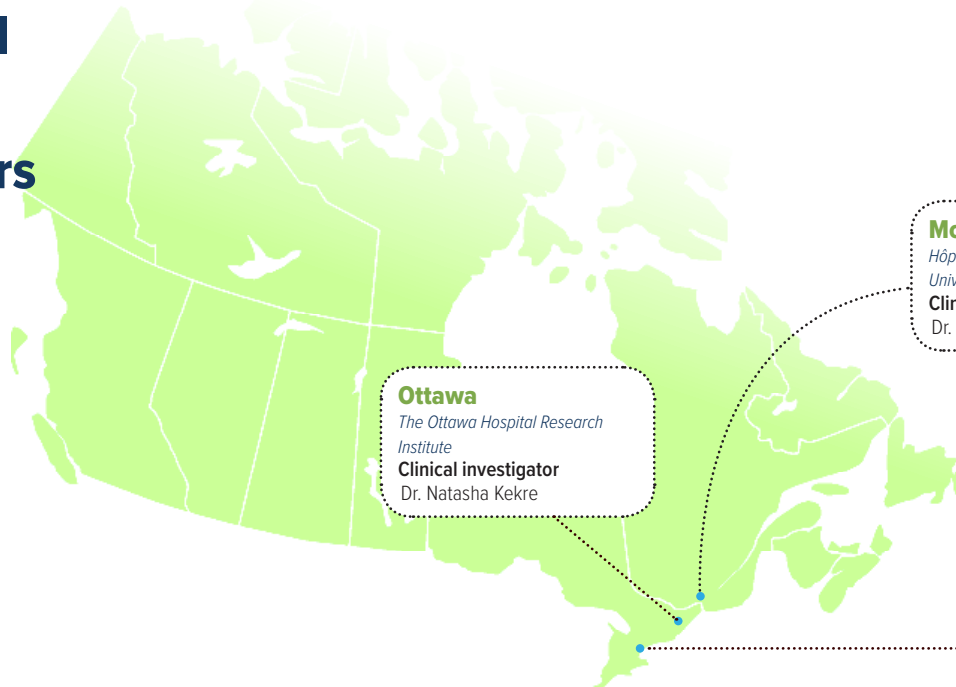 rs
Ottawa
The Ottawa Hospital Research
Institute
Clinical investigator
Dr. Natasha Kekre
Mo
Hôp
Univ
Clin
Dr.